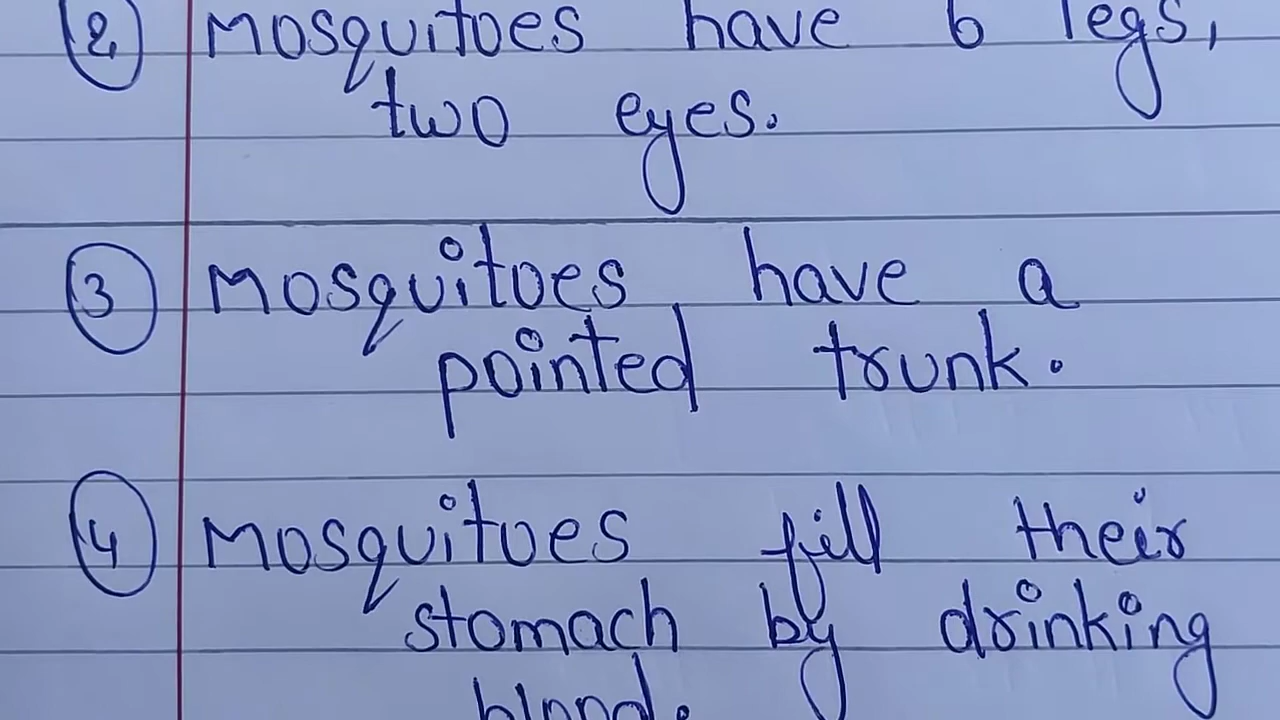 2 Mosquitoes have 6 legs,
two eyes.
3 Mosquitoes have a
pointed trunk.
4 Mosquitoes fill their
stomach by drinking
blood.